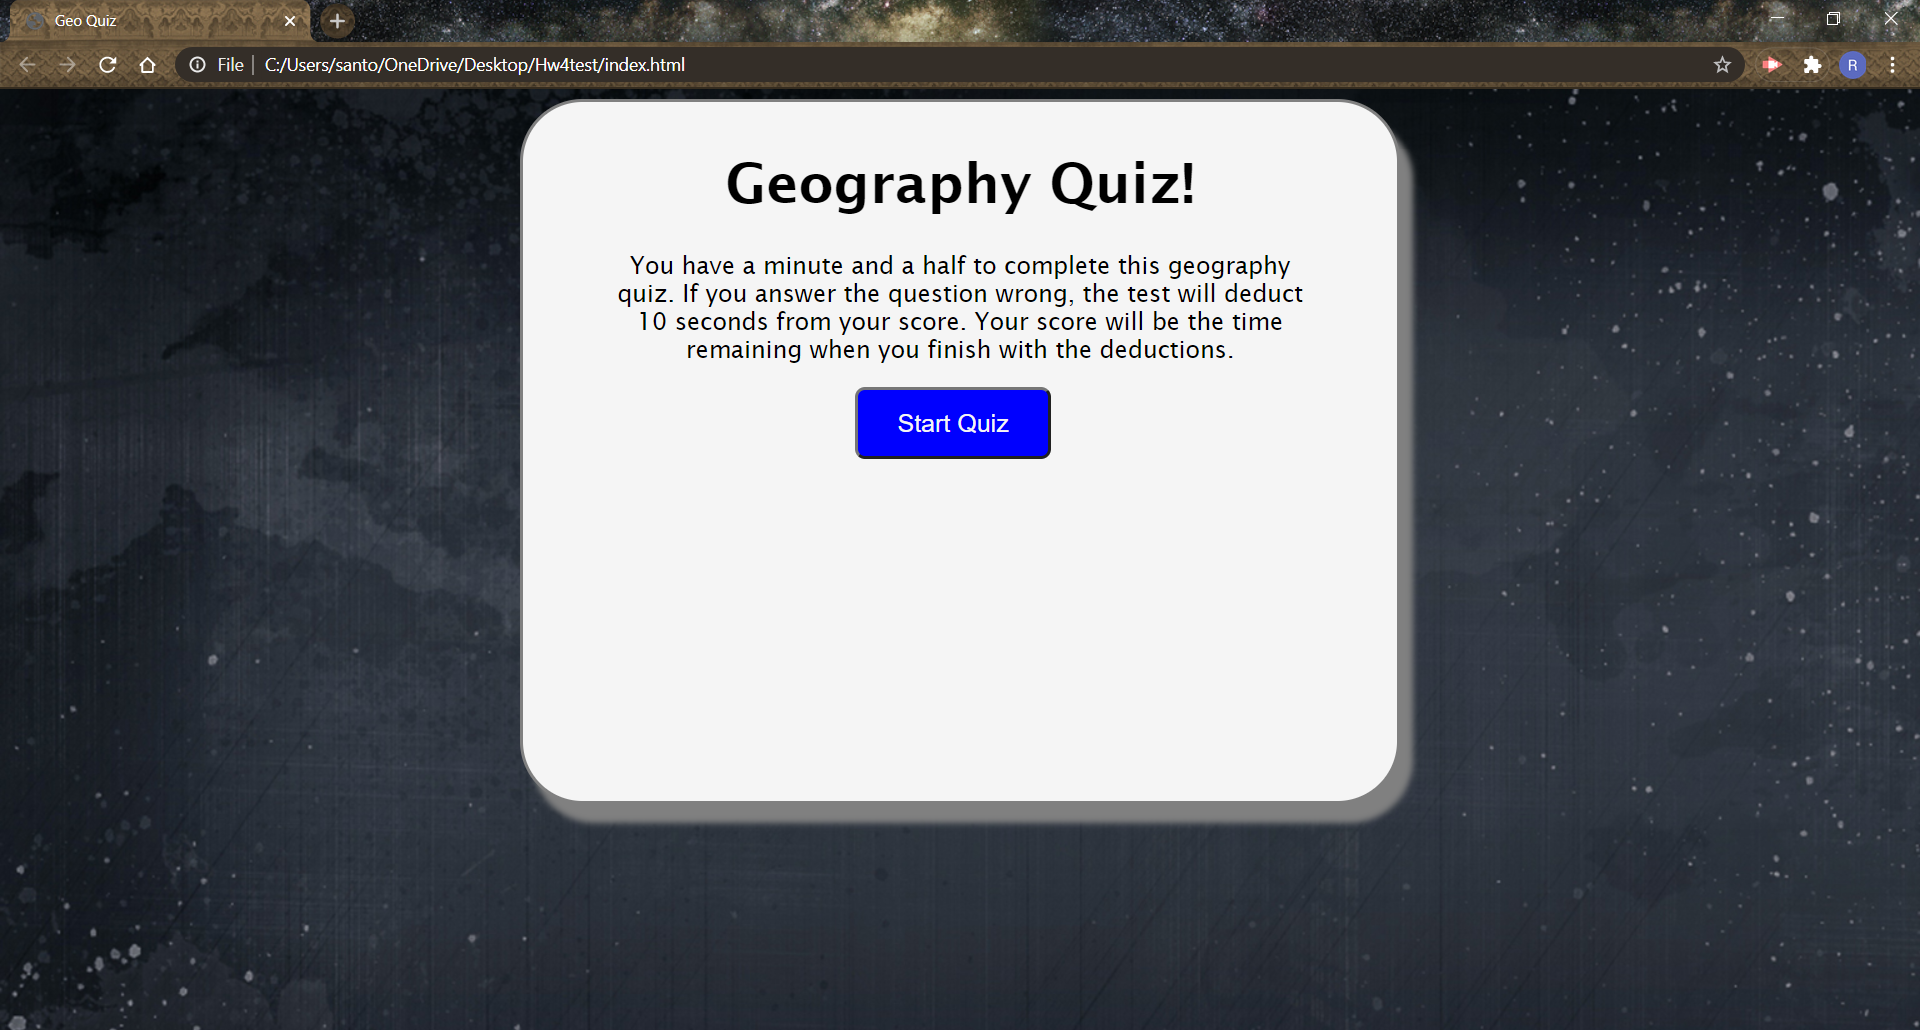 Geo Quiz
File
C:/Users/santo/OneDrive/Desktop/Hw4test/index.html
R
Geography Quiz!
You have a minute and a half to complete this geography
quiz. If you answer the question wrong, the test will deduct
10 seconds from your score. Your score will be the time
remaining when you finish with the deductions.
Start Quiz